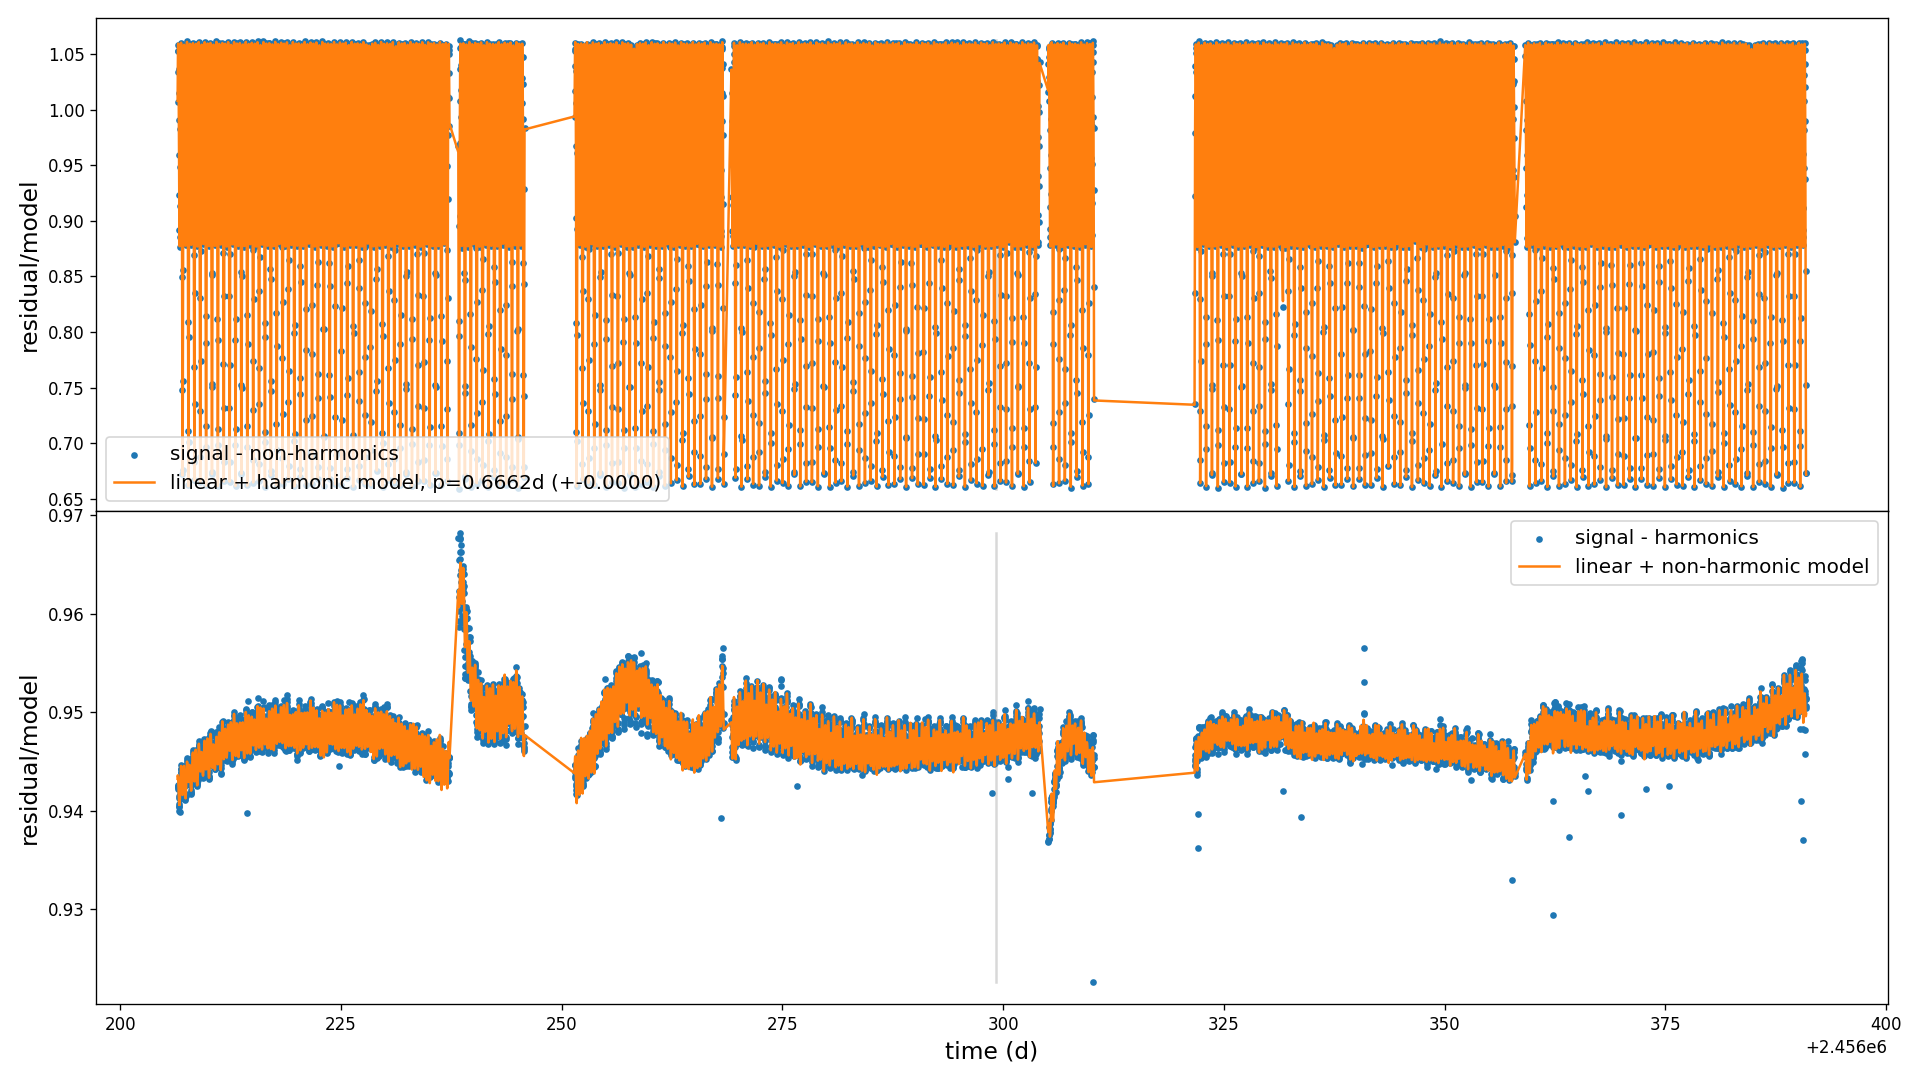 1.05
1.00
0.95
0.90
0.85
0.80
0.75
0.70
0.65
residual/model
signal - non-harmonics
linear + harmonic model, p=0.6662d (+-0.0000)
0.97
0.96
0.95
0.94
0.93
residual/model
signal - harmonics
linear + non-harmonic model
200 225 250 275 300 325 350 375 400
+2.456e6
time (d)